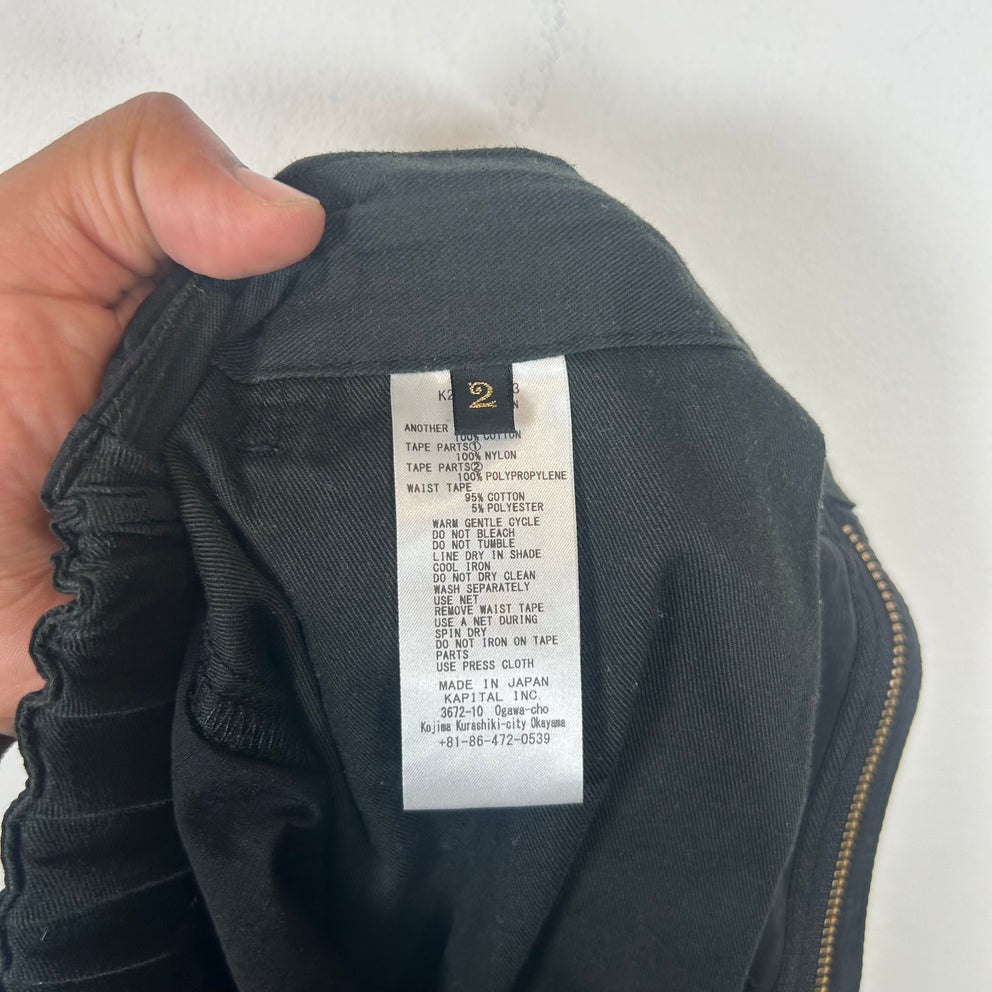 2
ANOTHER
100% COTTON
TAPE PARTS①
100% NYLON
TAPE PARTS②
100% POLYPROPYLENE
WAIST TAPE
95% COTTON
5% POLYESTER
WARM GENTLE CYCLE
DO NOT BLEACH
DO NOT TUMBLE
LINE DRY IN SHADE
COOL IRON
DO NOT DRY CLEAN
WASH SEPARATELY
USE NET
REMOVE WAIST TAPE
USE A NET DURING
SPIN DRY
DO NOT IRON ON TAPE
PARTS
USE PRESS CLOTH
MADE IN JAPAN
KAPITAL INC.
3672-10 Ogawa-cho
Kojima Kurashiki-city Okayama
+81-86-472-0539